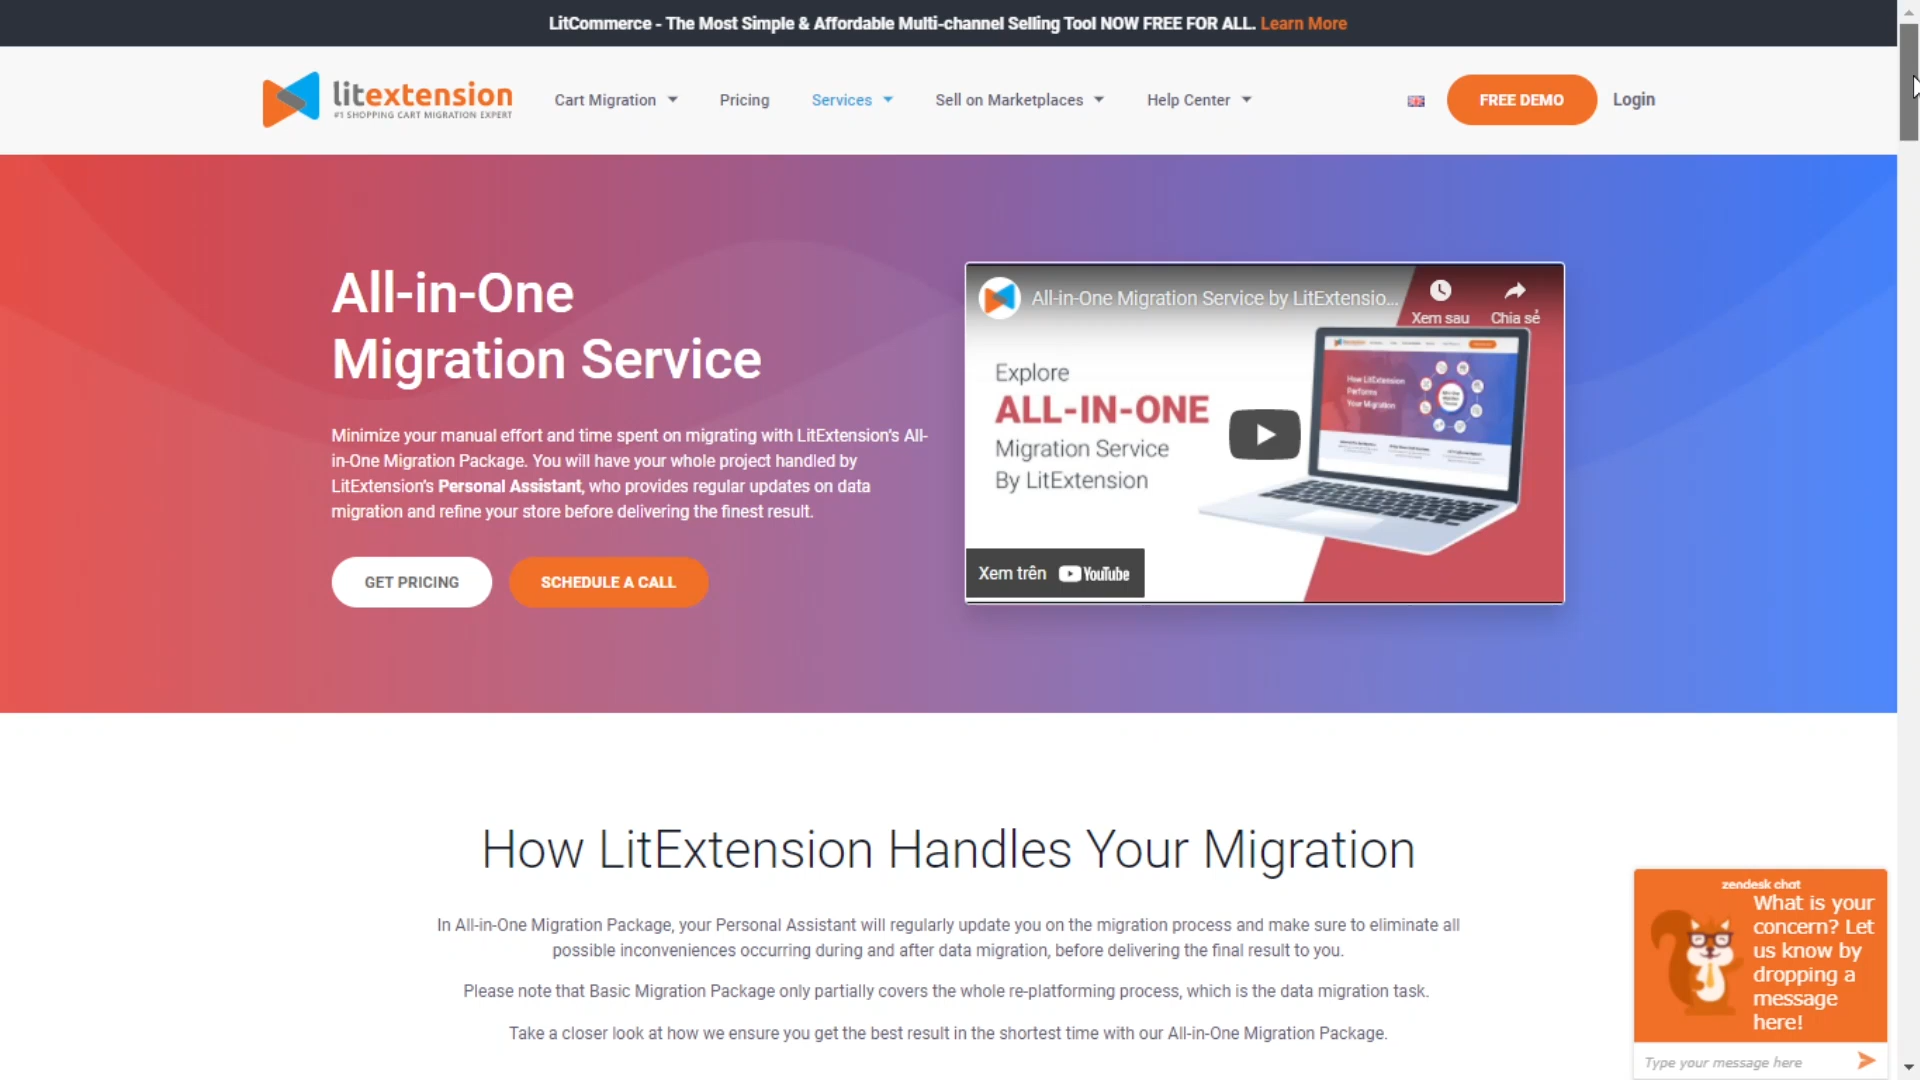 LitCommerce - The Most Simple & Affordable Multi-channel Selling Tool NOW FREE FOR ALL. Learn More
litextension
#1 SHOPPING CART MIGRATION EXPERT
Cart Migration
Pricing
Services
Sell on Marketplaces
Help Center
FREE DEMO
Login
All-in-One
Migration Service
Minimize your manual effort and time spent on migrating with LitExtension's All-
in-One Migration Package. You will have your whole project handled by
LitExtension's Personal Assistant, who provides regular updates on data
migration and refine your store before delivering the finest result.
GET PRICING
SCHEDULE A CALL
All-in-One Migration Service by LitExtensio...
Xem sau
Chia sẻ
Explore
ALL-IN-ONE
Migration Service
By LitExtension
How LitExtension
Performs
Your Migration
Xem trên YouTube
How LitExtension Handles Your Migration
In All-in-One Migration Package, your Personal Assistant will regularly update you on the migration process and make sure to eliminate all
possible inconveniences occurring during and after data migration, before delivering the final result to you.
Please note that Basic Migration Package only partially covers the whole re-platforming process, which is the data migration task.
Take a closer look at how we ensure you get the best result in the shortest time with our All-in-One Migration Package.
zendesk chat
What is your
concern? Let
us know by
dropping a
message
here!
Type your message here